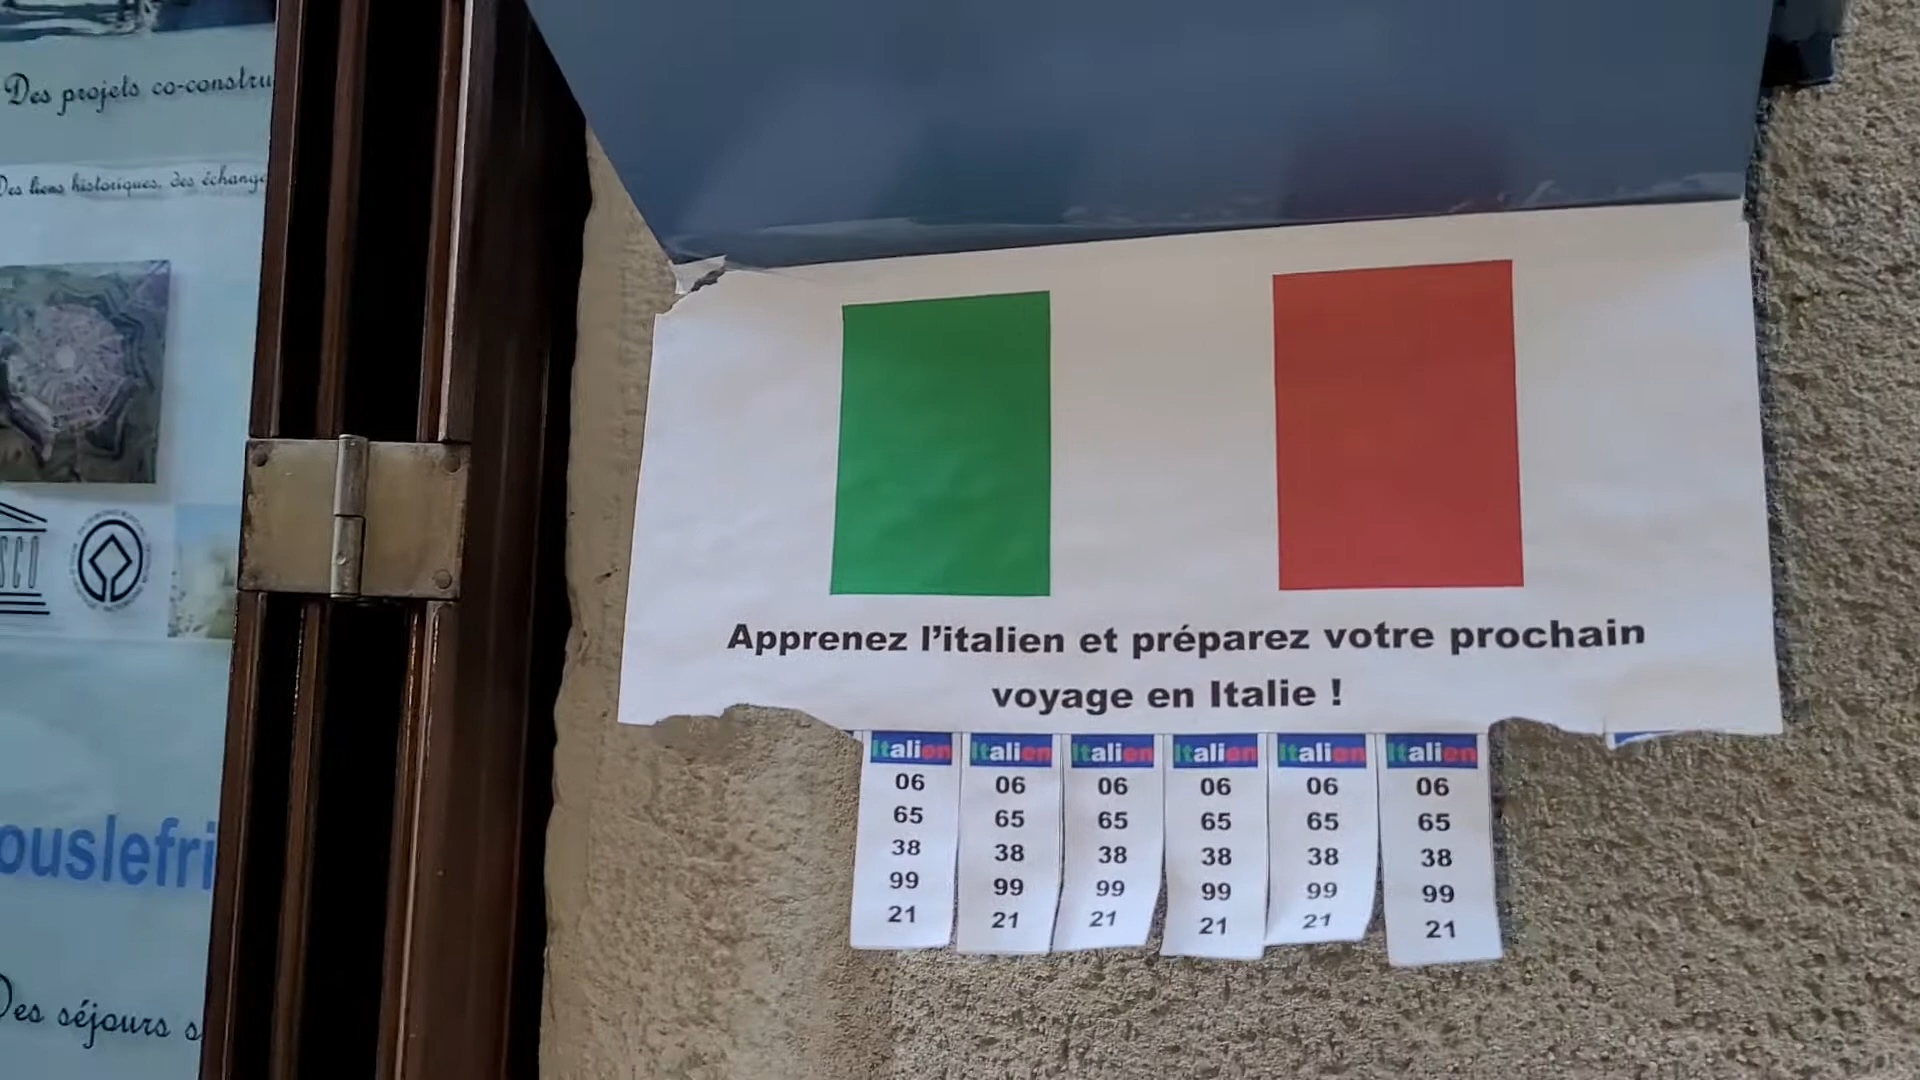 Des projets co-constru
Des liens historiques, des échange
SCO
ouslefri
Des séjours s
Apprenez l’italien et préparez votre prochain
voyage en Italie !
Italien
06
65
38
99
21
Italien
06
65
38
99
21
Italien
06
65
38
99
21
Italien
06
65
38
99
21
Italien
06
65
38
99
21
Italien
06
65
38
99
21